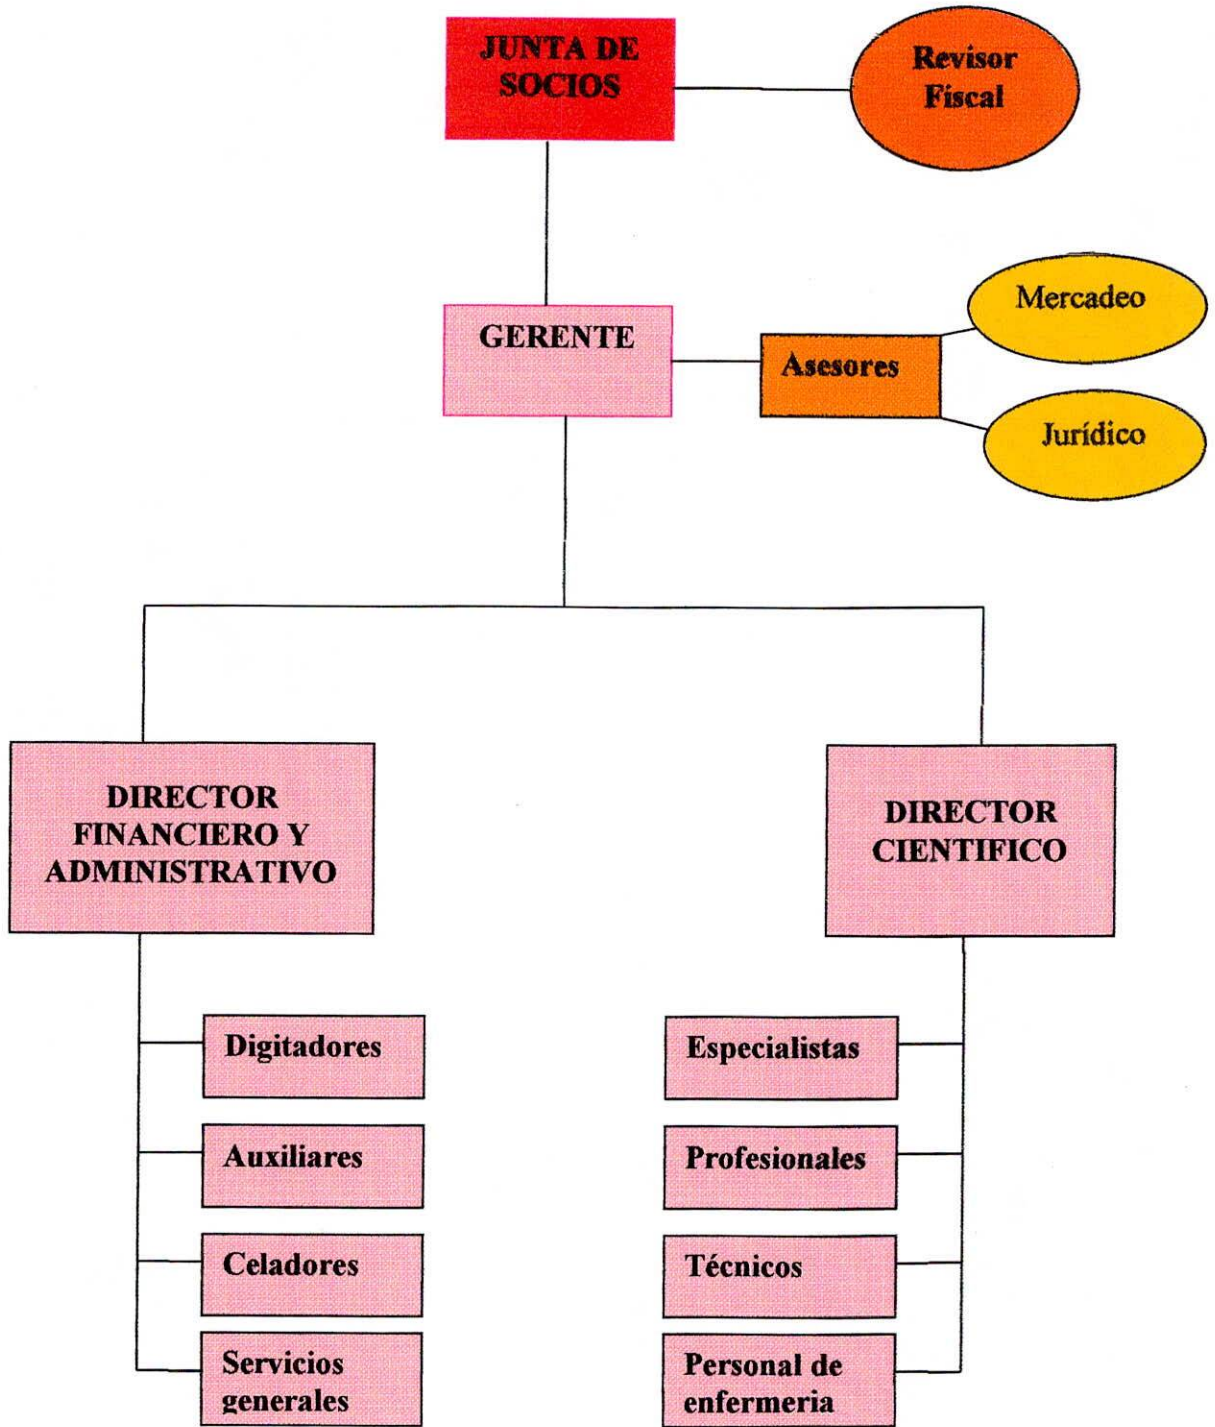 JUNTA DE
SOCIOS
Revisor
Fiscal
Mercadeo
GERENTE
Asesores
Jurídico
DIRECTOR
FINANCIERO Y
ADMINISTRATIVO
DIRECTOR
CIENTIFICO
Digitadores
Especialistas
Auxiliares
Profesionales
Celadores
Técnicos
Servicios
generales
Personal de
enfermeria